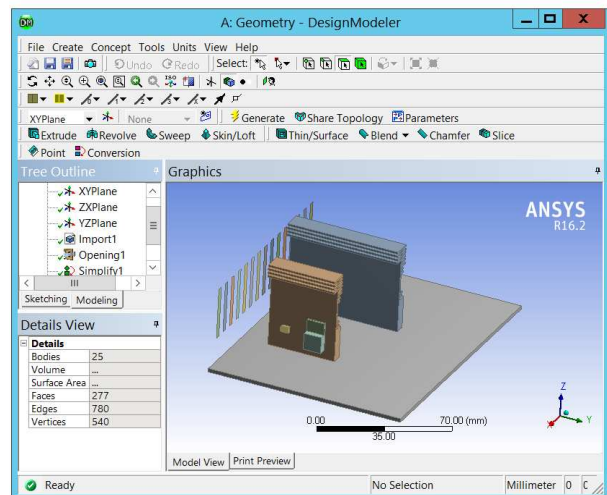 DM A: Geometry - DesignModeler
File Create Concept Tools Units View Help
Undo Redo Select:
ISO
XYPlane None Generate Share Topology Parameters
Extrude Revolve Sweep Skin/Loft Thin/Surface Blend Chamfer Slice
Point Conversion
Tree Outline
XYPlane
ZXPlane
YZPlane
Import1
Opening1
Simplify1
Sketching Modeling
Details View
Details
Bodies 25
Volume ...
Surface Area ...
Faces 277
Edges 780
Vertices 540
Graphics
ANSYS
R16.2
0.00 70.00 (mm)
35.00
Z
X Y
Model View Print Preview
Ready No Selection Millimeter 0